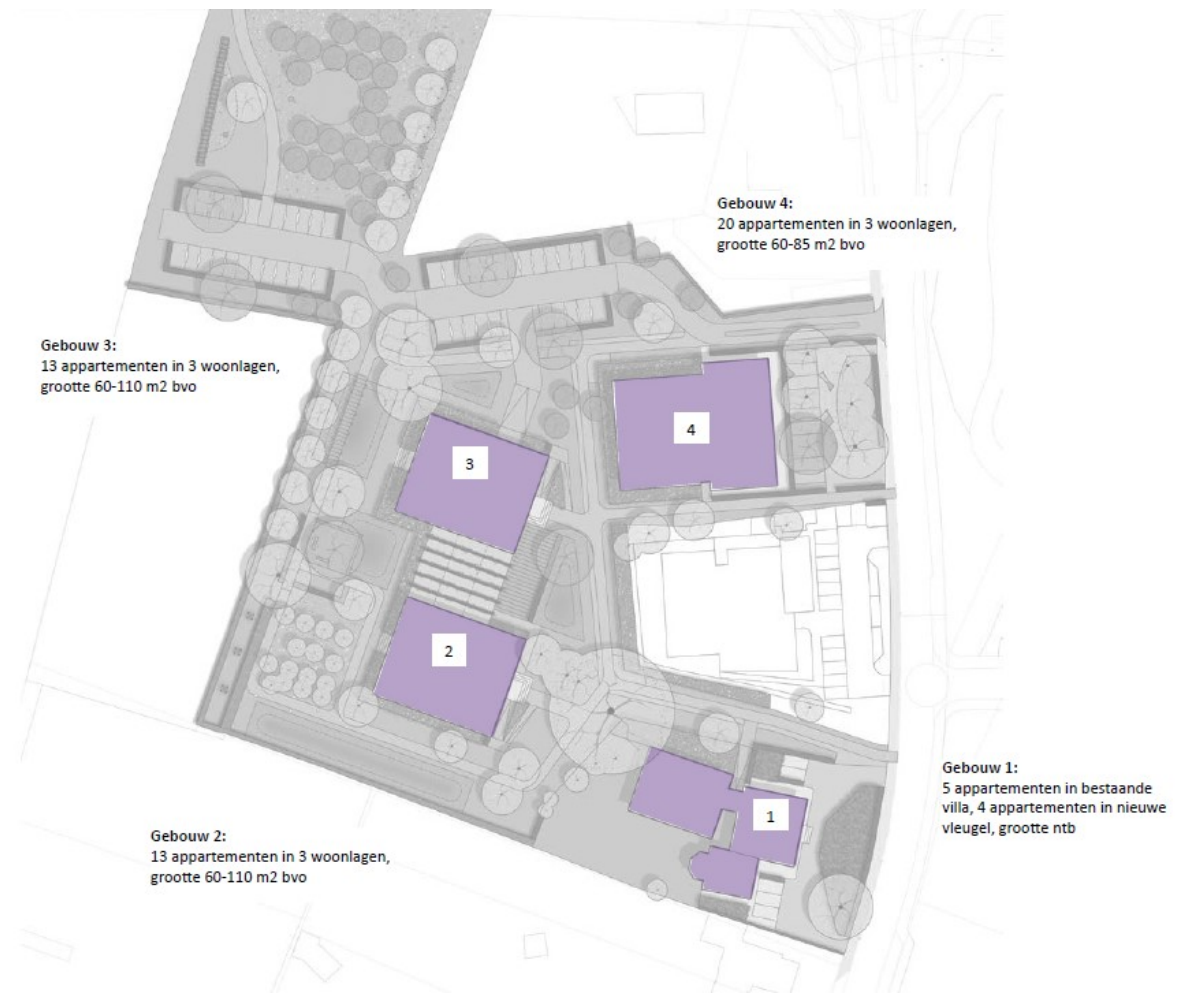 Gebouw 4:
20 appartementen in 3 woonlagen,
grootte 60-85 m2 bvo
Gebouw 3:
13 appartementen in 3 woonlagen,
grootte 60-110 m2 bvo
4
3
2
Gebouw 1:
5 appartementen in bestaande
villa, 4 appartementen in nieuwe
vleugel, grootte ntb
1
Gebouw 2:
13 appartementen in 3 woonlagen,
grootte 60-110 m2 bvo